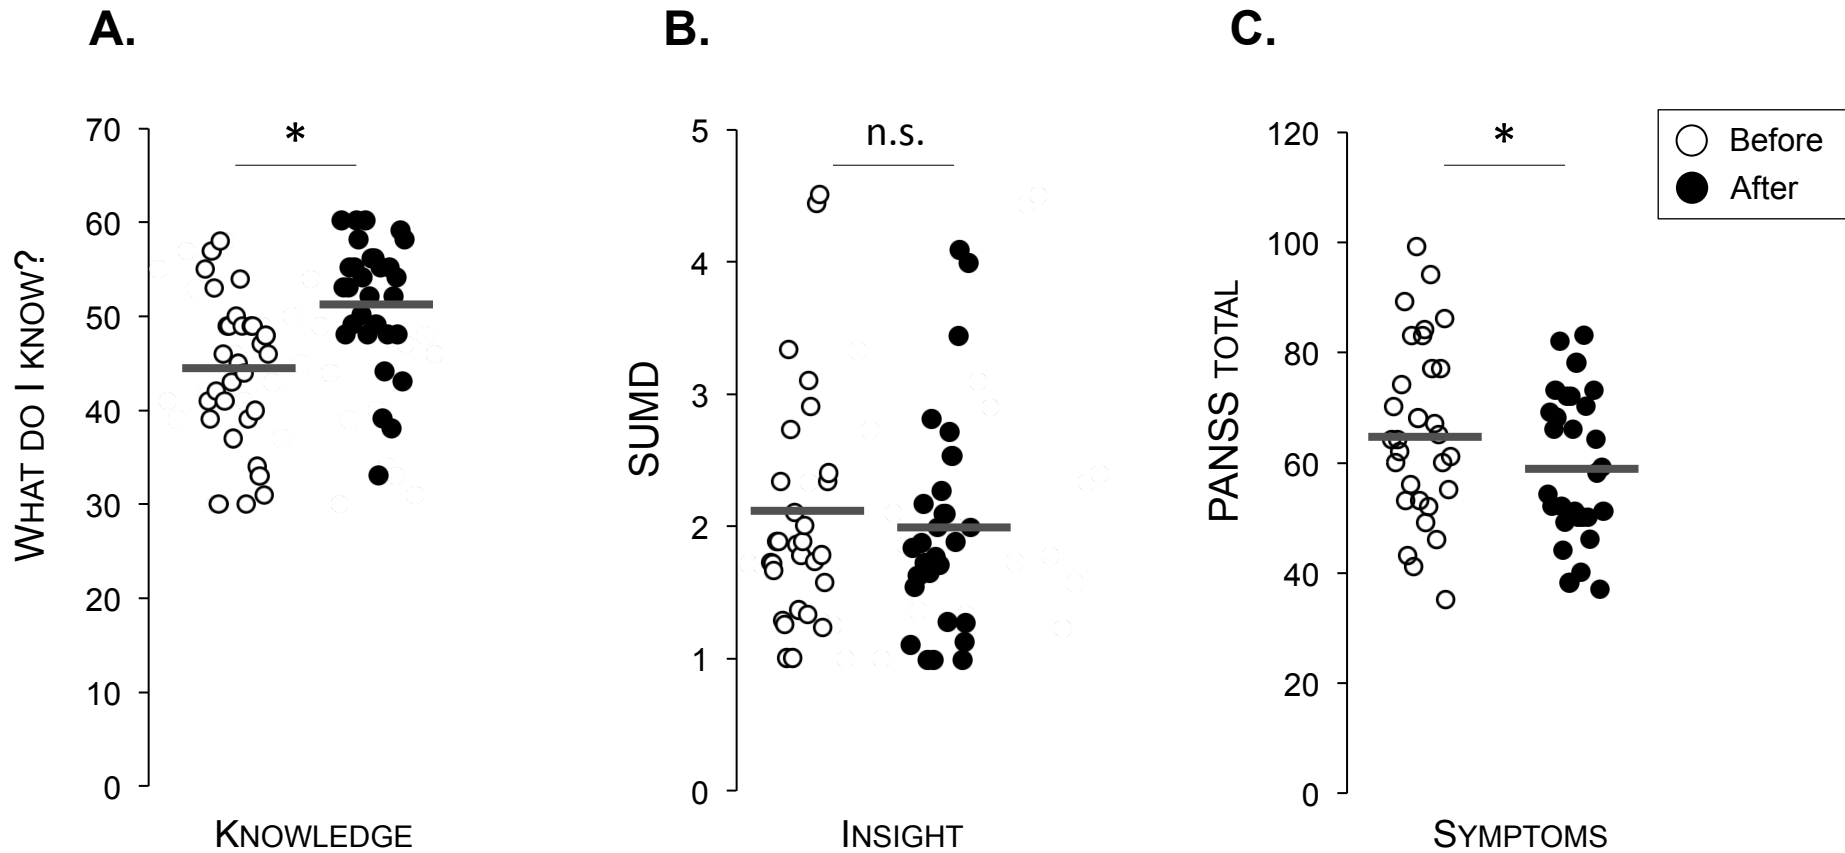 A.
B.
C.
WHAT DO I KNOW?
70
60
50
40
30
20
10
0
*
KNOWLEDGE
SUMD
5
4
3
2
1
0
n.s.
INSIGHT
PANSS TOTAL
120
100
80
60
40
20
0
*
SYMPTOMS
Before
After